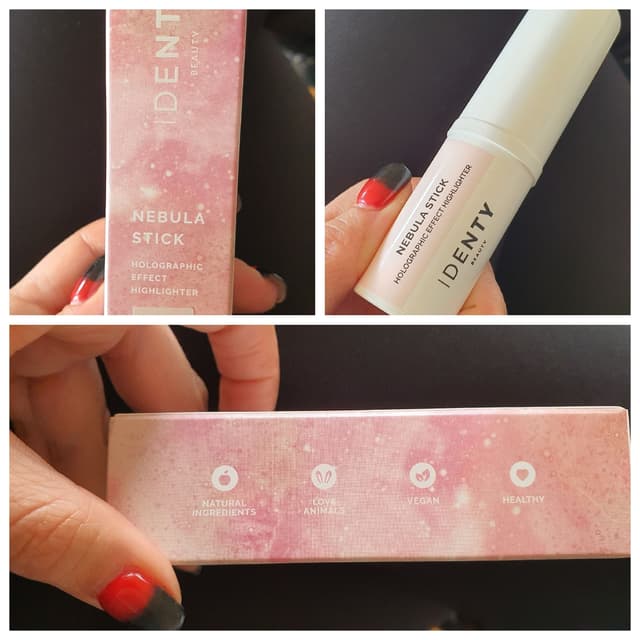 IDENTY
BEAUTY
NEBULA
STICK
HOLOGRAPHIC
EFFECT
HIGHLIGHTER
NEBULA STICK
HOLOGRAPHIC EFFECT HIGHLIGHTER
IDENTY
BEAUTY
NATURAL
INGREDIENTS
LOVE
ANIMALS
VEGAN
HEALTHY